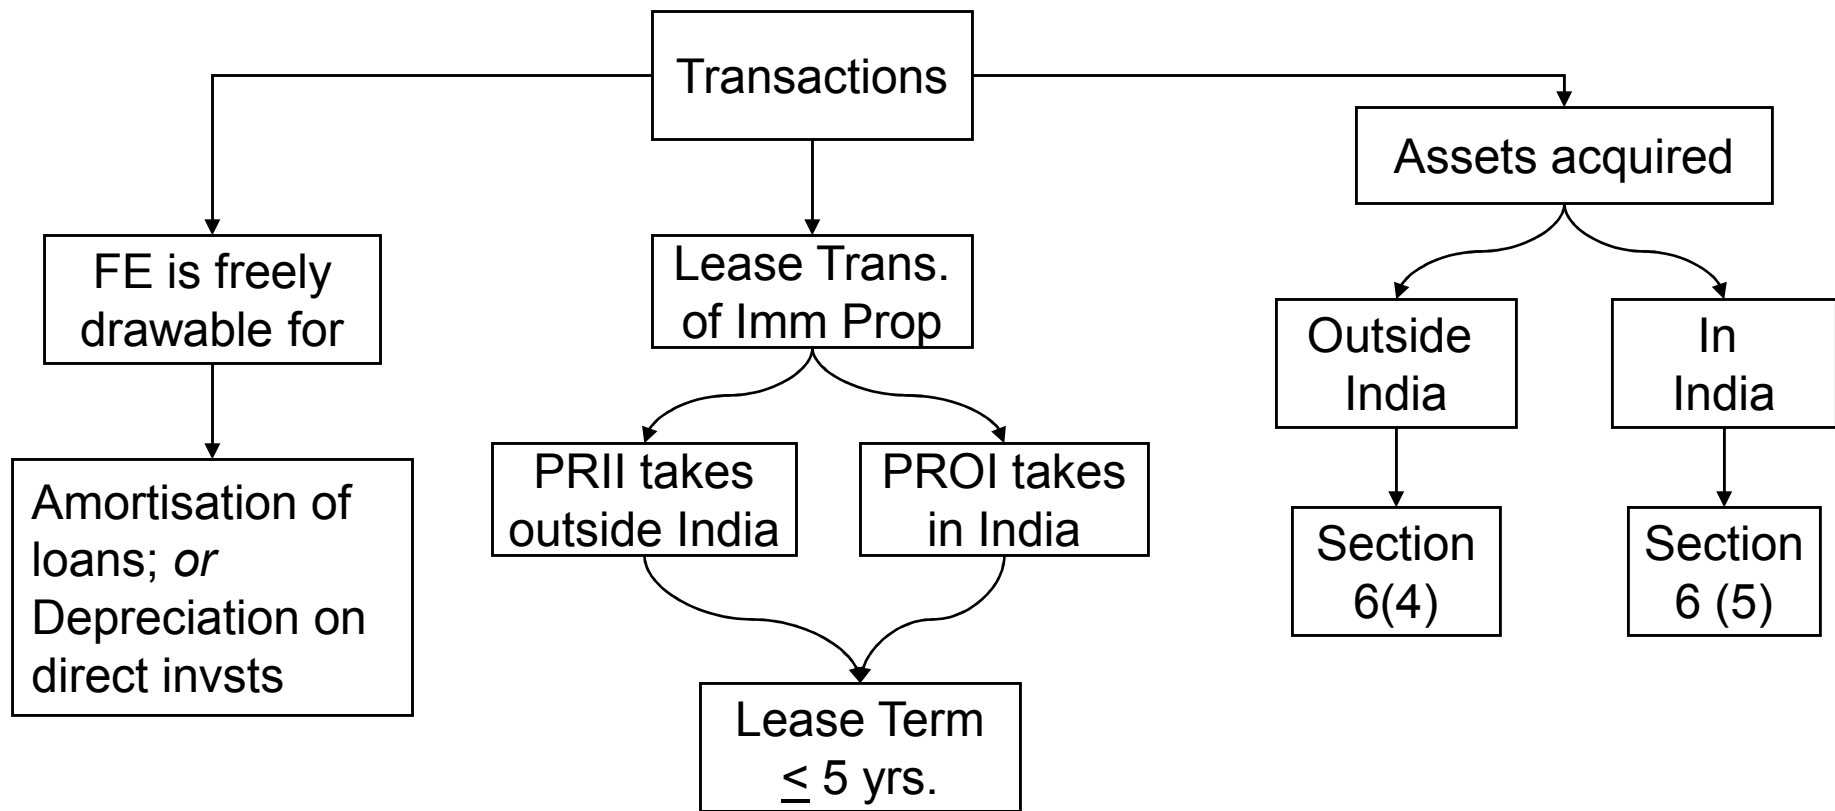 Transactions
Assets acquired
FE is freely
drawable for
Lease Trans.
of Imm Prop
Outside
India
In
India
PRII takes
outside India
PROI takes
in India
Amortisation of
loans; or
Depreciation on
direct invsts
Section
6(4)
Section
6 (5)
Lease Term
≤ 5 yrs.